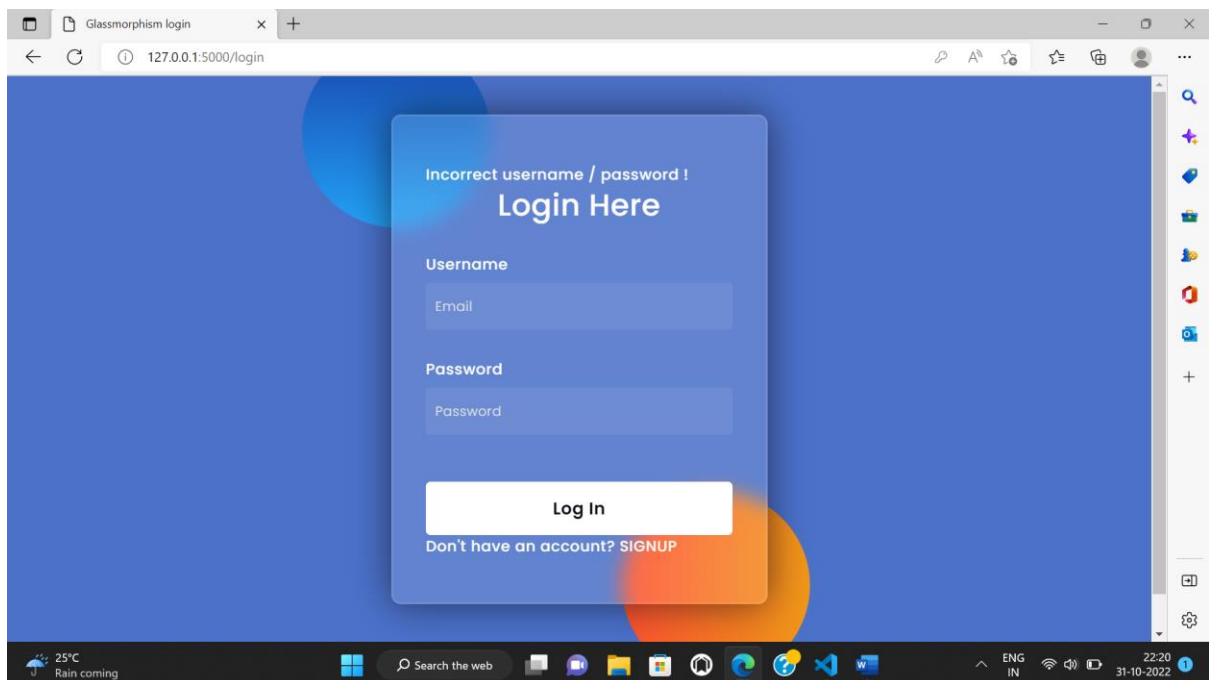 Glassmorphism login
127.0.0.1:5000/login
Incorrect username / password !
Login Here
Username
Email
Password
Password
Log In
Don't have an account? SIGNUP
25°C
Rain coming
Search the web
ENG
IN
22:20
31-10-2022
1